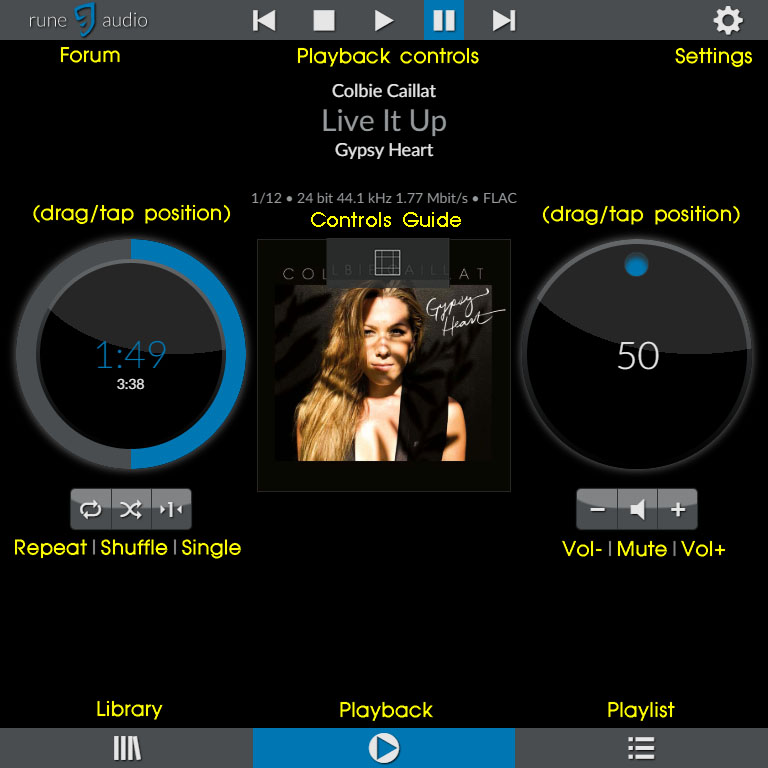 rune audio
Forum
Playback controls
Settings
Colbie Caillat
Live It Up
Gypsy Heart
1/12 • 24 bit 44.1 kHz 1.77 Mbit/s • FLAC
(drag/tap position)
Controls Guide
(drag/tap position)
COLBIE CAILLAT
Gypsy
Heart
1:49
3:38
50
1
Repeat | Shuffle | Single
Vol- | Mute | Vol+
Library
Playback
Playlist